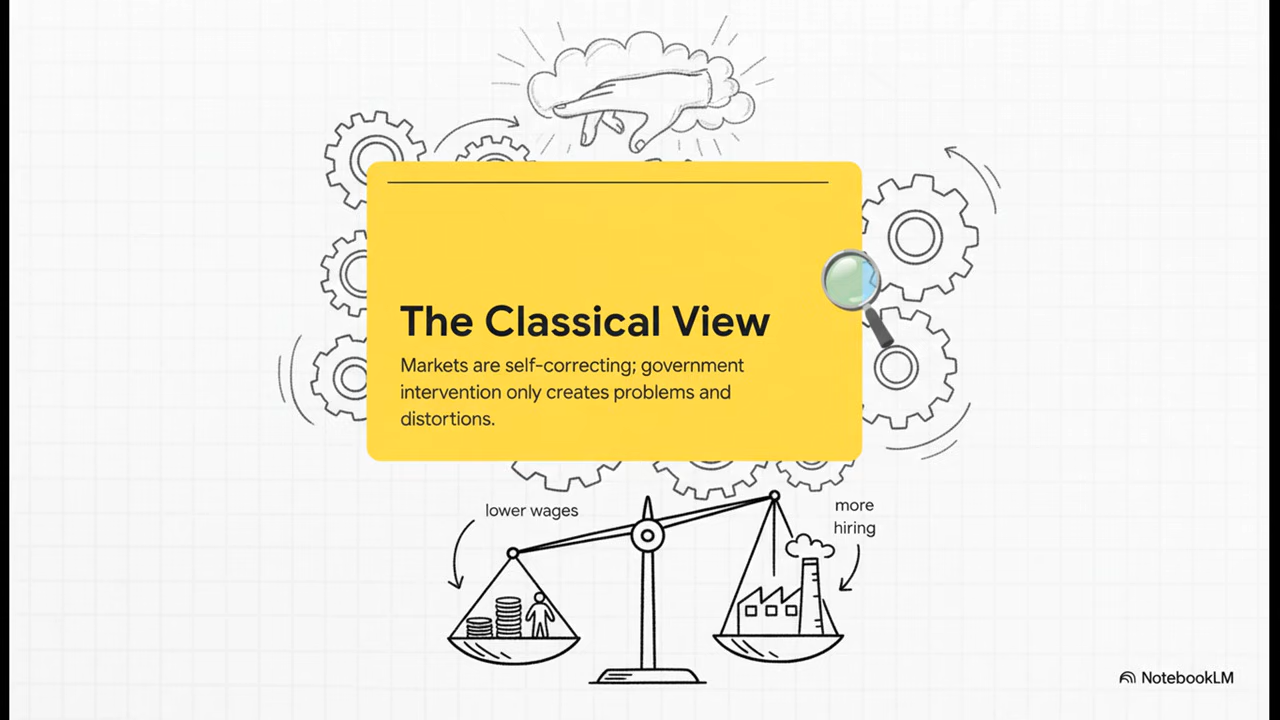 The Classical View
Markets are self-correcting; government
intervention only creates problems and
distortions.
lower wages
more
hiring
NotebookLM